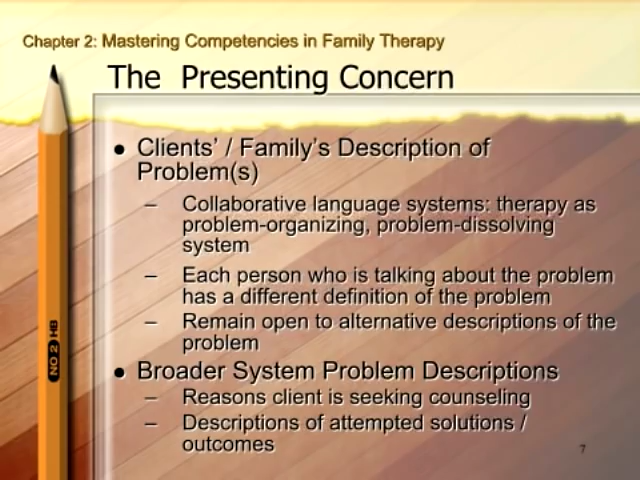 Chapter 2: Mastering Competencies in Family Therapy
The Presenting Concern
● Clients' / Family's Description of
Problem(s)
– Collaborative language systems: therapy as
problem-organizing, problem-dissolving
system
– Each person who is talking about the problem
has a different definition of the problem
– Remain open to alternative descriptions of the
problem
● Broader System Problem Descriptions
– Reasons client is seeking counseling
– Descriptions of attempted solutions /
outcomes
NO 2 HB
7